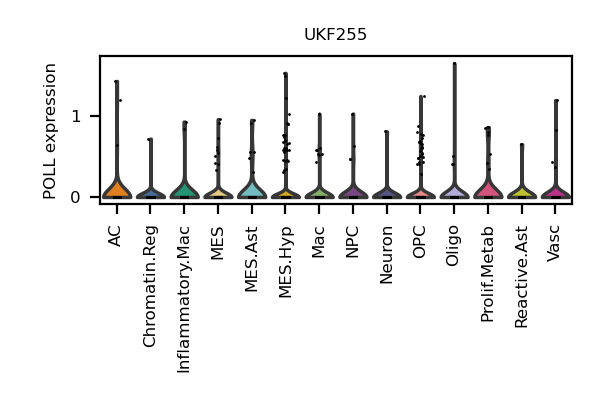 UKF255
POLL expression
1
0
AC
Chromatin.Reg
Inflammatory.Mac
MES
MES.Ast
MES.Hyp
Mac
NPC
Neuron
OPC
Oligo
Prolif.Metab
Reactive.Ast
Vasc